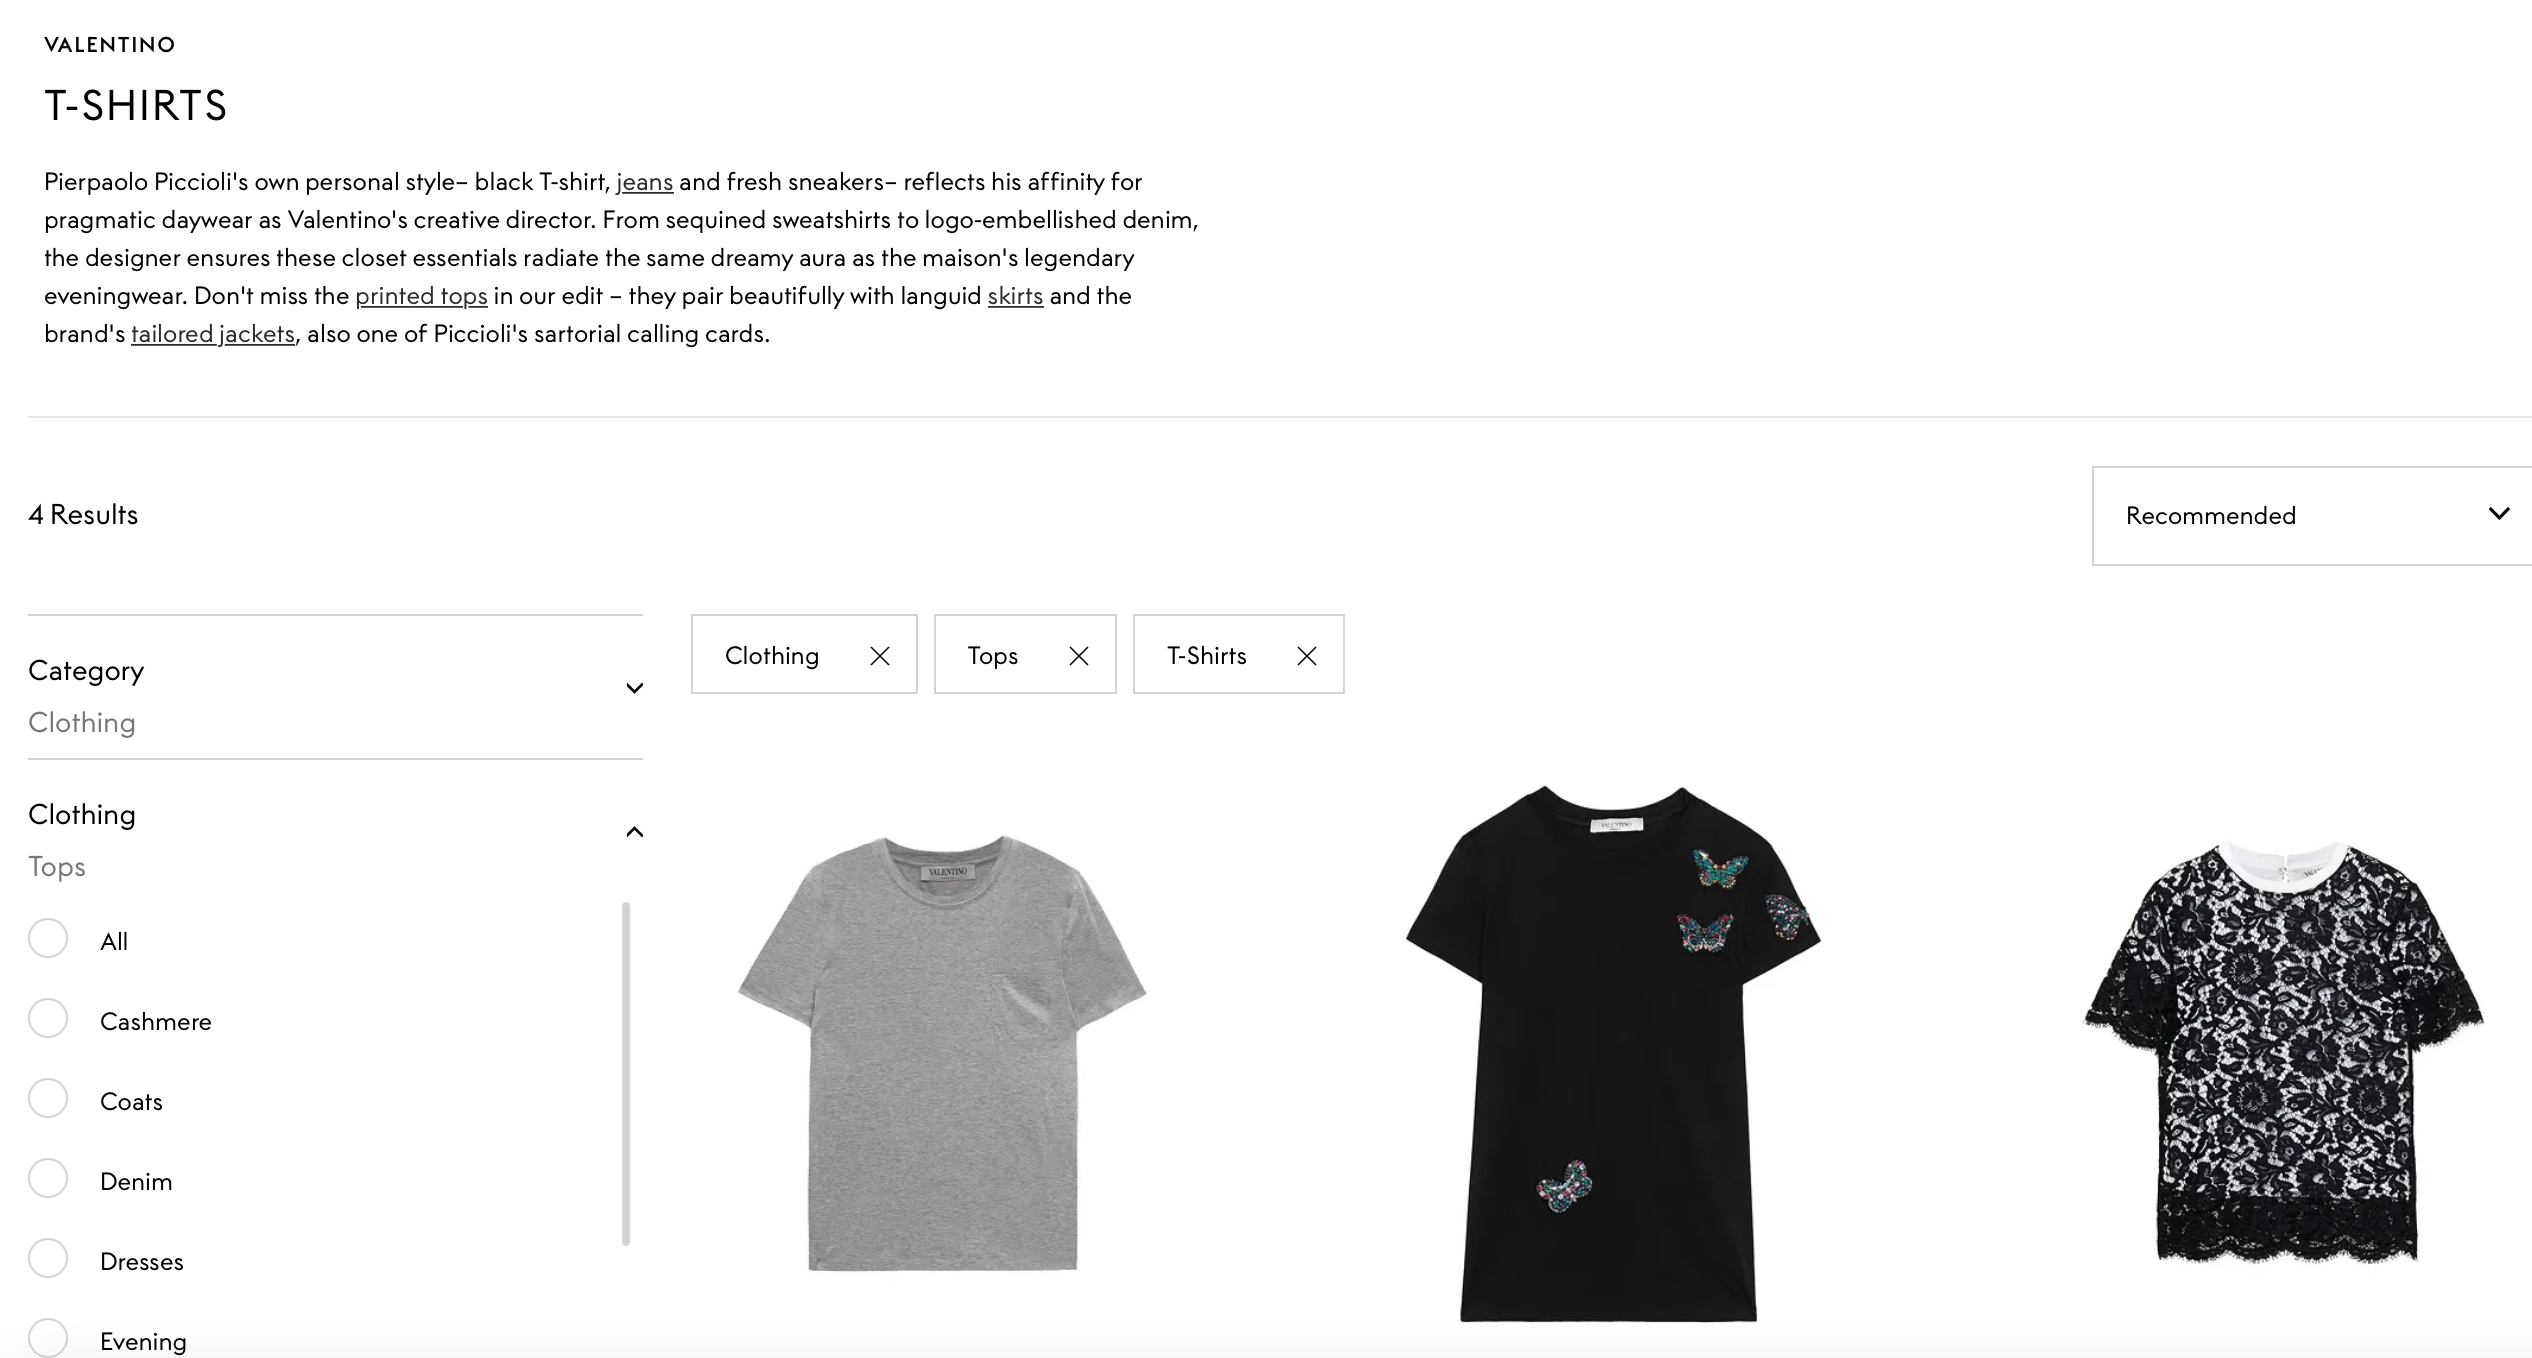 VALENTINO
T-SHIRTS
Pierpaolo Piccioli's own personal style– black T-shirt, jeans and fresh sneakers– reflects his affinity for
pragmatic daywear as Valentino's creative director. From sequined sweatshirts to logo-embellished denim,
the designer ensures these closet essentials radiate the same dreamy aura as the maison's legendary
eveningwear. Don't miss the printed tops in our edit – they pair beautifully with languid skirts and the
brand's tailored jackets, also one of Piccioli's sartorial calling cards.
4 Results
Recommended
Category
Clothing
Clothing
Tops
All
Cashmere
Coats
Denim
Dresses
Evening
Clothing
Tops
T-Shirts
VALENTINO
VALENTINO